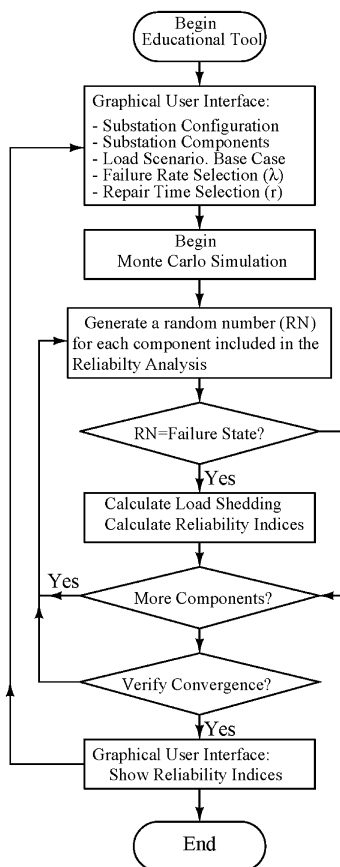 Begin
Educational Tool
Graphical User Interface:
- Substation Configuration
- Substation Components
- Load Scenario. Base Case
- Failure Rate Selection (λ)
- Repair Time Selection (r)
Begin
Monte Carlo Simulation
Generate a random number (RN)
for each component included in the
Reliabilty Analysis
RN=Failure State?
Yes
Calculate Load Shedding
Calculate Reliability Indices
Yes
More Components?
Verify Convergence?
Yes
Graphical User Interface:
Show Reliability Indices
End